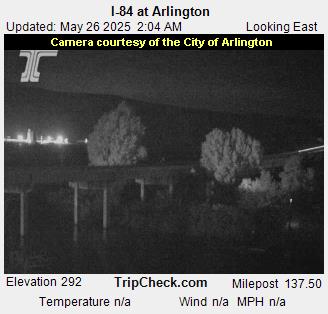 I-84 at Arlington
Updated: May 26 2025 2:04 AM Looking East
Camera courtesy of the City of Arlington
Elevation 292 TripCheck.com Milepost 137.50
Temperature n/a Wind n/a MPH n/a